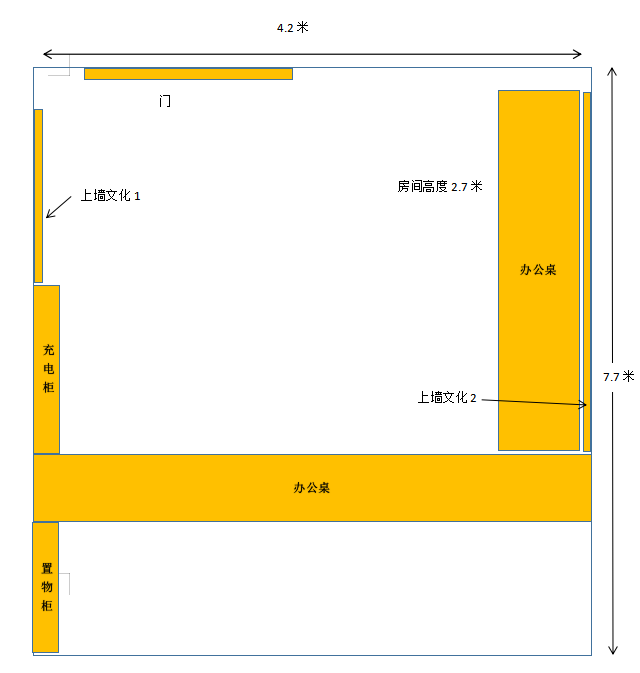 4.2 米
门
上墙文化 1
房间高度 2.7 米
办公桌
充
电
柜
7.7 米
上墙文化 2
办公桌
置
物
柜